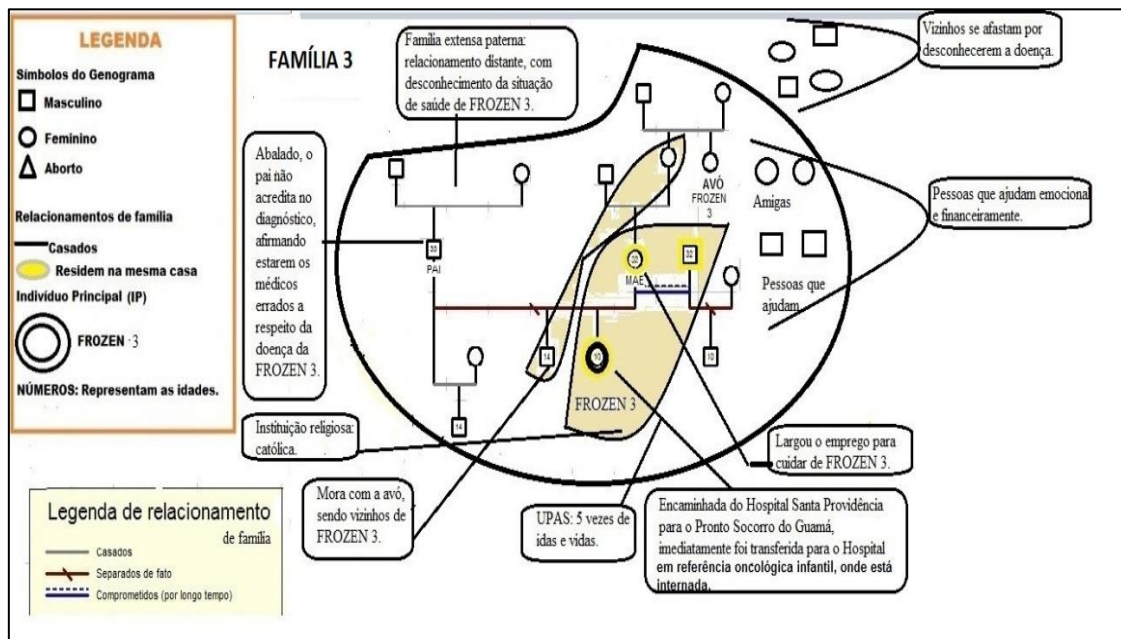 LEGENDA
Símbolos do Genograma
Masculino
Feminino
Aborto
Relacionamentos de família
Casados
Residem na mesma casa
Indivíduo Principal (IP)
FROZEN - 3
NÚMEROS: Representam as idades.
FAMÍLIA 3
Família extensa paterna:
relacionamento distante, com
desconhecimento da situação
de saúde de FROZEN 3.
Vizinhos se afastam por
desconhecerem a doença.
Abalado, o
pai não
acredita no
diagnóstico,
afirmando
estarem os
médicos
errados a
respeito da
doença da
FROZEN 3.
AVÓ
FROZEN
3
Amigas
Pessoas que ajudam emocional
e financeiramente.
Pessoas que
ajudam
PAI
MAE
32
14
10
10
14
FROZEN 3
Instituição religiosa:
católica.
Mora com a avó,
sendo vizinhos de
FROZEN 3.
UPAS: 5 vezes de
idas e vidas.
Largou o emprego para
cuidar de FROZEN 3.
Encaminhada do Hospital Santa Providência
para o Pronto Socorro do Guamá,
imediatamente foi transferida para o Hospital
em referência oncológica infantil, onde está
internada.
Legenda de relacionamento
de família
Casados
Separados de fato
Comprometidos (por longo tempo)